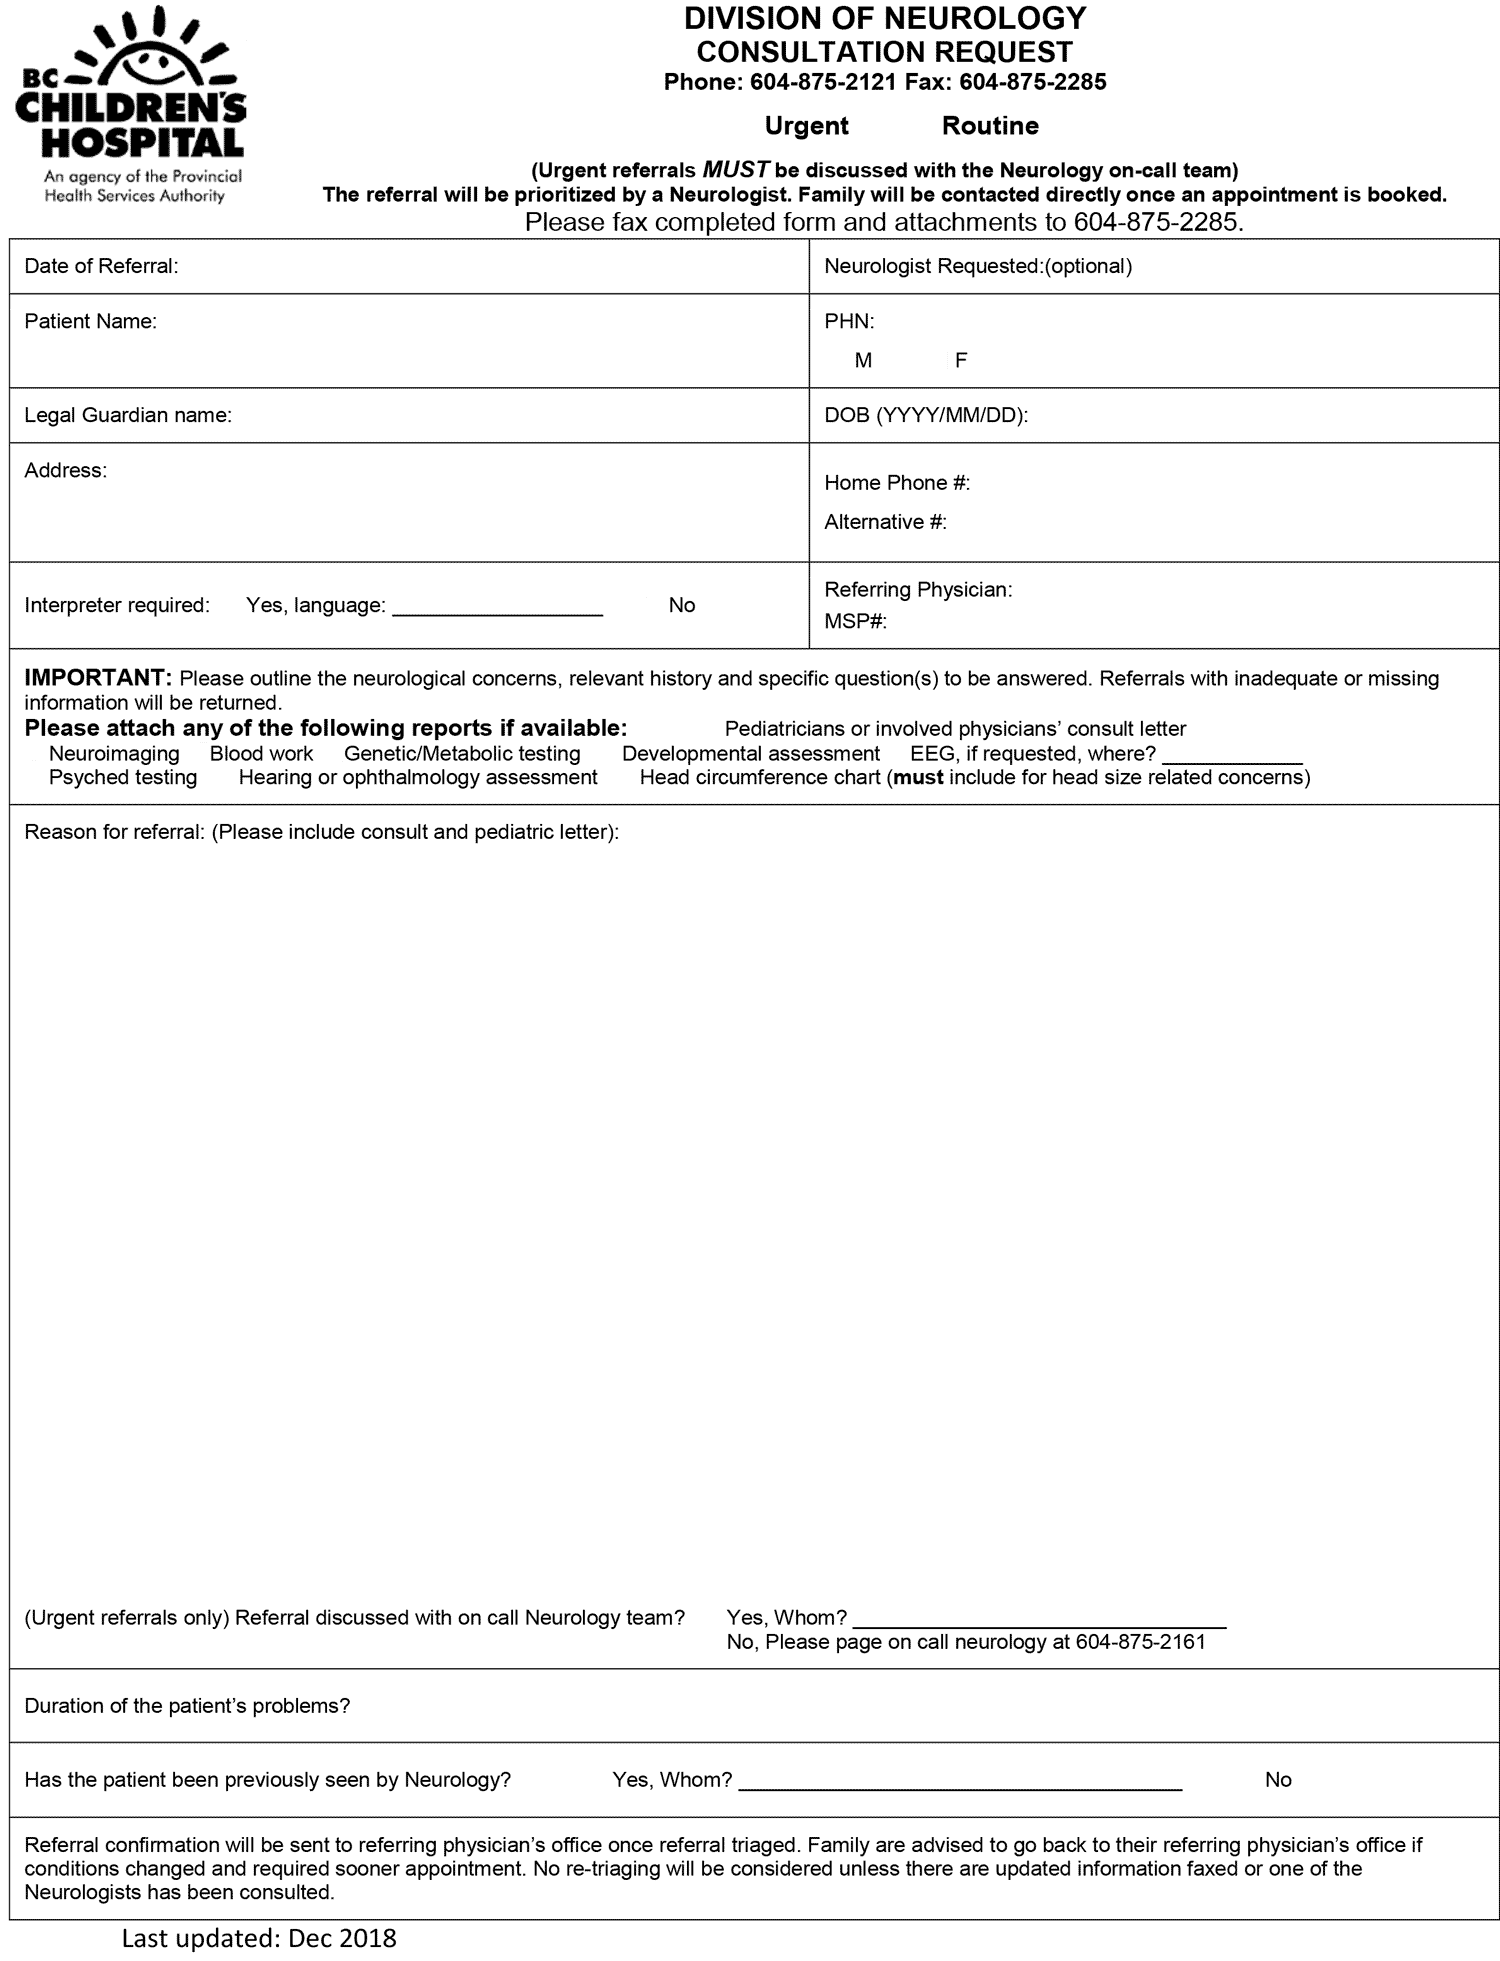 BC
CHILDREN'S
HOSPITAL
An agency of the Provincial
Health Services Authority
DIVISION OF NEUROLOGY
CONSULTATION REQUEST
Phone: 604-875-2121 Fax: 604-875-2285
Urgent Routine
(Urgent referrals MUST be discussed with the Neurology on-call team)
The referral will be prioritized by a Neurologist. Family will be contacted directly once an appointment is booked.
Please fax completed form and attachments to 604-875-2285.
Date of Referral: Neurologist Requested:(optional)
Patient Name: PHN:
M F
Legal Guardian name: DOB (YYYY/MM/DD):
Address:
Home Phone #:
Alternative #:
Interpreter required: Yes, language: ___________________ No
Referring Physician:
MSP#:
IMPORTANT: Please outline the neurological concerns, relevant history and specific question(s) to be answered. Referrals with inadequate or missing
information will be returned.
Please attach any of the following reports if available: Pediatricians or involved physicians’ consult letter
Neuroimaging Blood work Genetic/Metabolic testing Developmental assessment EEG, if requested, where? ____________
Psyched testing Hearing or ophthalmology assessment Head circumference chart (must include for head size related concerns)
Reason for referral: (Please include consult and pediatric letter):
(Urgent referrals only) Referral discussed with on call Neurology team? Yes, Whom? ________________________________
No, Please page on call neurology at 604-875-2161
Duration of the patient’s problems?
Has the patient been previously seen by Neurology? Yes, Whom? ______________________________________ No
Referral confirmation will be sent to referring physician’s office once referral triaged. Family are advised to go back to their referring physician’s office if
conditions changed and required sooner appointment. No re-triaging will be considered unless there are updated information faxed or one of the
Neurologists has been consulted.
Last updated: Dec 2018